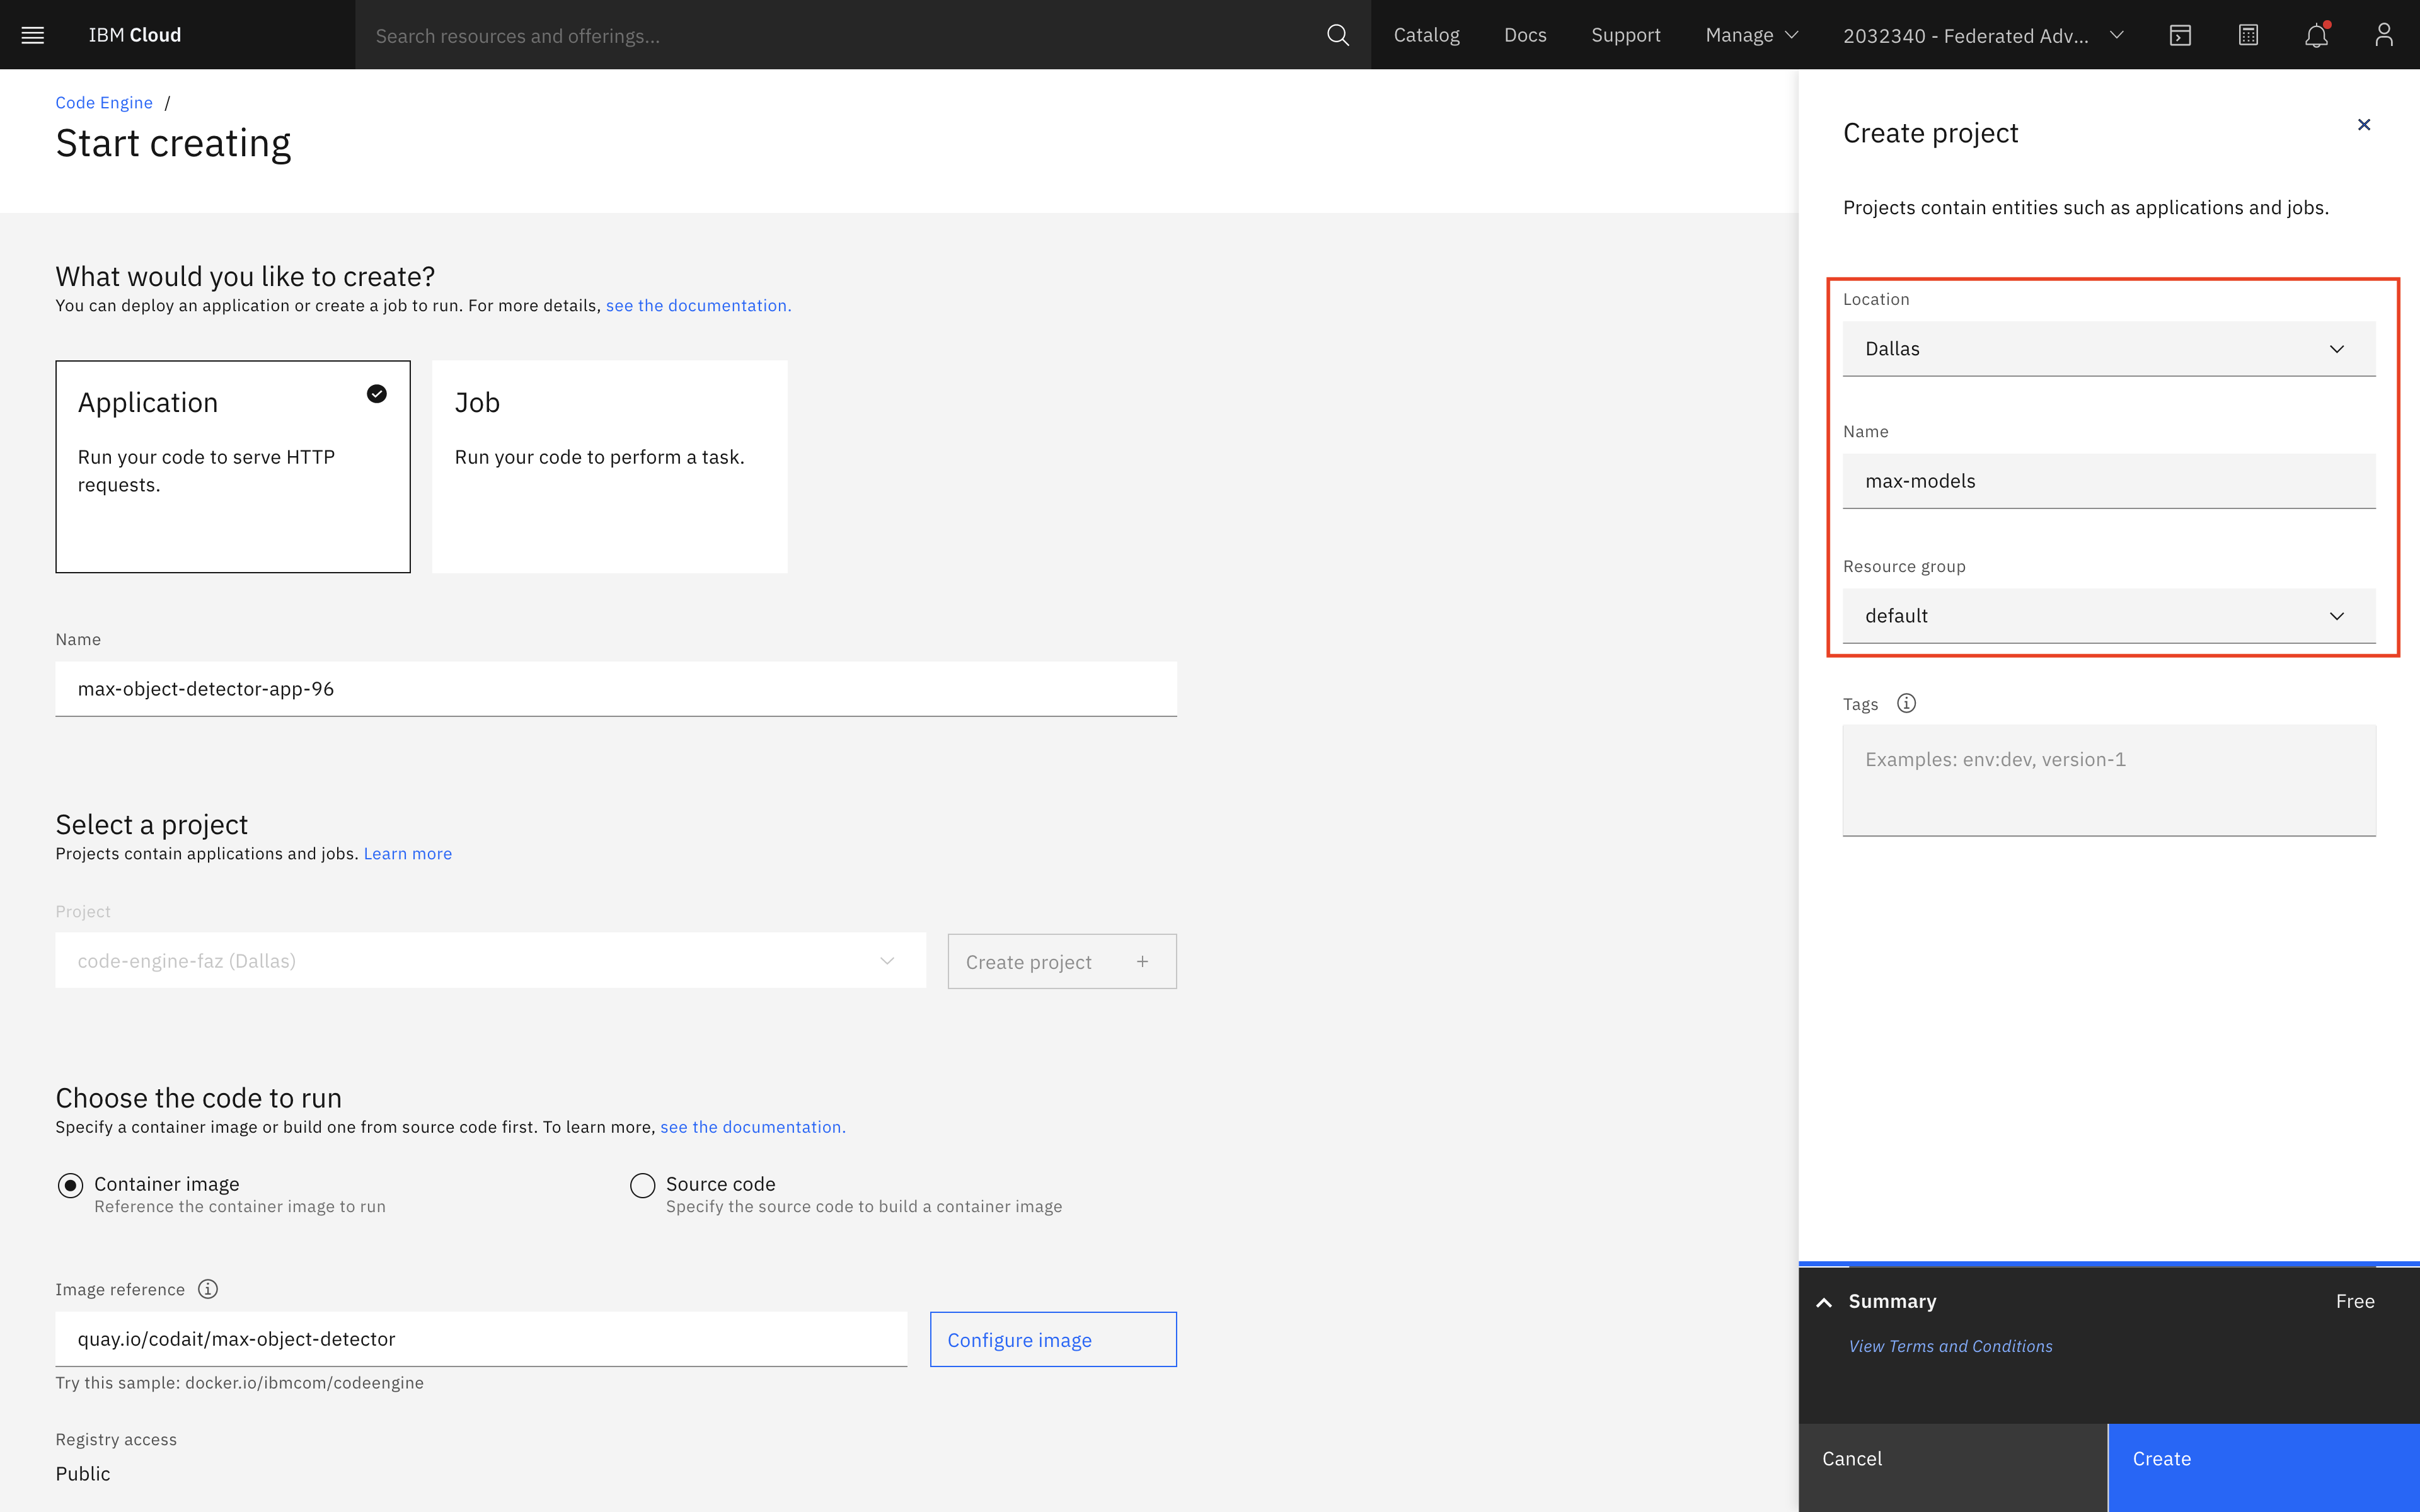 IBM Cloud
Search resources and offerings...
Catalog
Docs
Support
Manage
2032340 - Federated Adv...
Code Engine /
Start creating
What would you like to create?
You can deploy an application or create a job to run. For more details, see the documentation.
Application
Run your code to serve HTTP
requests.
Job
Run your code to perform a task.
Name
max-object-detector-app-96
Select a project
Projects contain applications and jobs. Learn more
Project
code-engine-faz (Dallas)
Create project +
Choose the code to run
Specify a container image or build one from source code first. To learn more, see the documentation.
Container image
Reference the container image to run
Source code
Specify the source code to build a container image
Image reference
quay.io/codait/max-object-detector
Configure image
Try this sample: docker.io/ibmcom/codeengine
Registry access
Public
Create project
Projects contain entities such as applications and jobs.
Location
Dallas
Name
max-models
Resource group
default
Tags
Examples: env:dev, version-1
Summary
Free
View Terms and Conditions
Cancel
Create